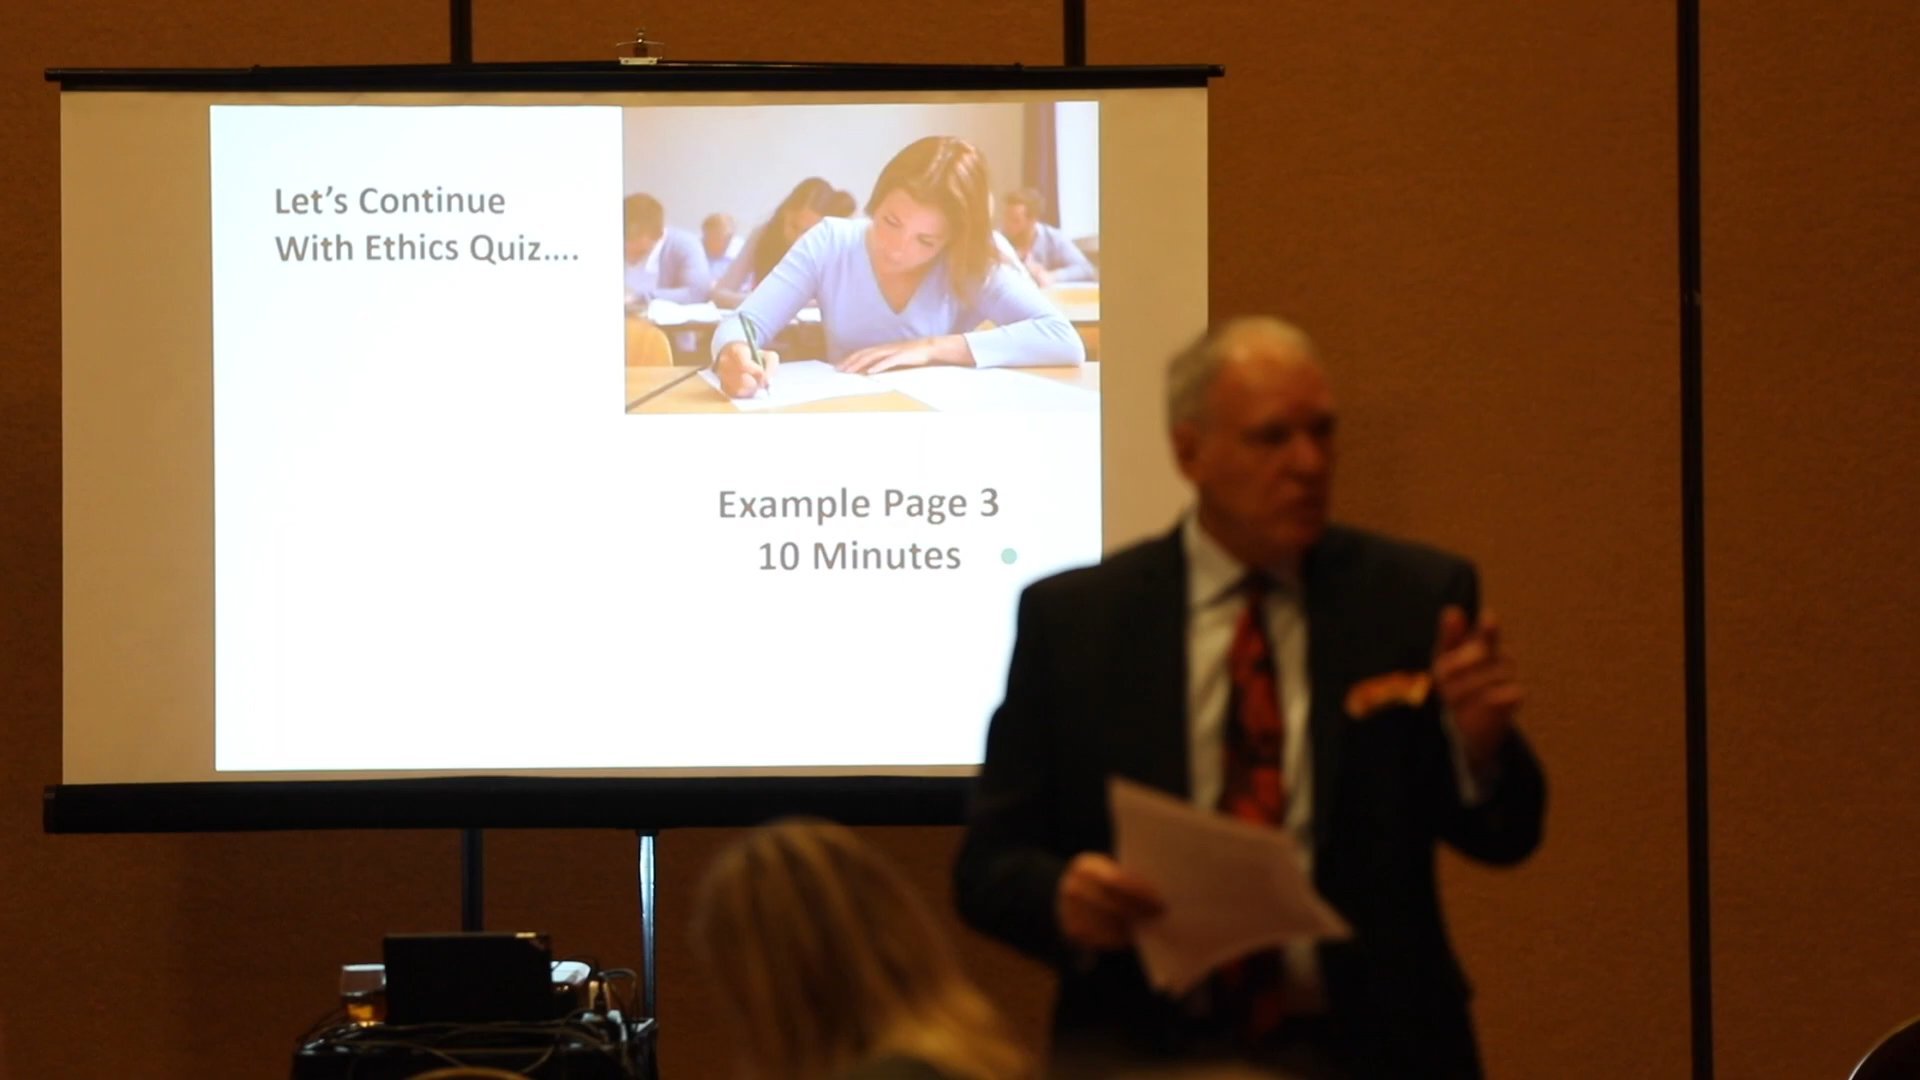 Let's Continue
With Ethics Quiz....
Example Page 3
10 Minutes